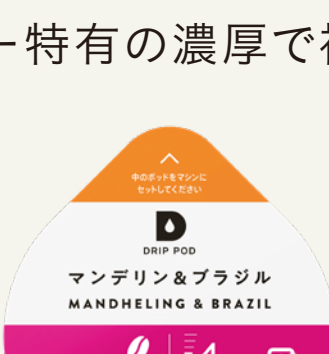 ー特有の濃厚で
中のポッドをマシンに
セットしてください
DRIP POD
マンデリン&ブラジル
MANDHELING & BRAZIL
4